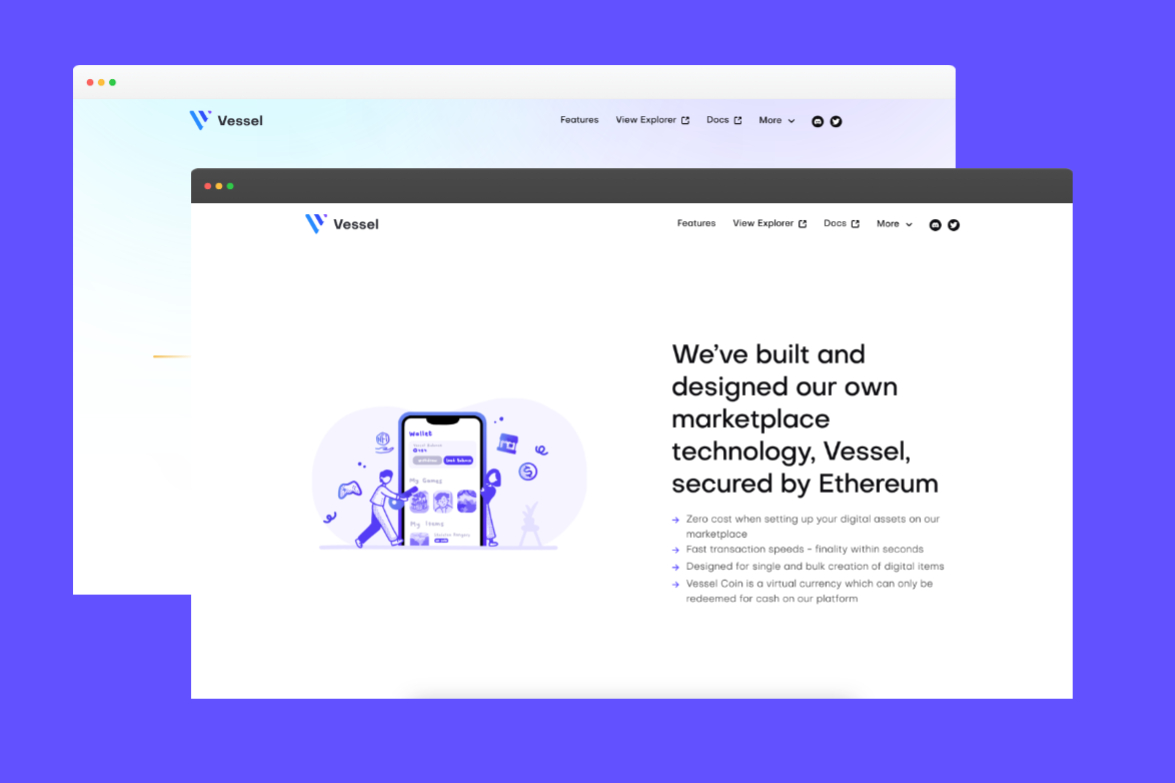 Vessel
Features View Explorer Docs More
Vessel
Features View Explorer Docs More
We've built and
designed our own
marketplace
technology, Vessel,
secured by Ethereum
Zero cost when setting up your digital assets on our
marketplace
Fast transaction speeds - finality within seconds
Designed for single and bulk creation of digital items
Vessel Coin is a virtual currency which can only be
redeemed for cash on our platform
Wallet
My Games
My Items